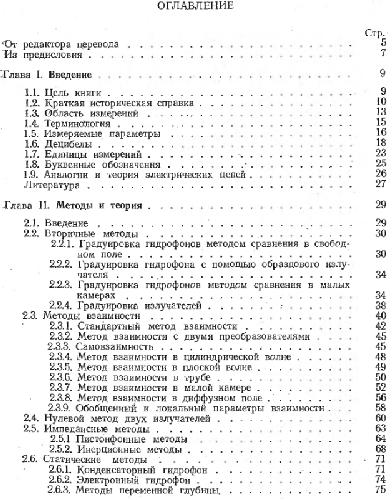 ОГЛАВЛЕНИЕ
Стр.
От редактора перевода 5
Из предисловия 7
Глава I. Введение 9
1.1. Цель книги 9
1.2. Краткая историческая справка 10
1.3. Область измерений 13
1.4. Терминология 15
1.5. Измеряемые параметры 16
1.6. Децибелы 18
1.7. Единицы измерений 23
1.8. Буквенные обозначения 25
1.9. Аналогии и теория электрических цепей 26
Литература 27
Глава II. Методы и теория 29
2.1. Введение 29
2.2. Вторичные методы 30
2.2.1. Градуировка гидрофонов методом сравнения в свобод-
ном поле 30
2.2.2. Градуировка гидрофона с помощью образцового излу-
чателя 34
2.2.3. Градуировка гидрофонов методом сравнения в малых
камерах 34
2.2.4. Градуировка излучателей 38
2.3. Методы взаимности 40
2.3.1. Стандартный метод взаимности 42
2.3.2. Метод взаимности с двумя преобразователями 45
2.3.3. Самовзаимность 45
2.3.4. Метод взаимности в цилиндрической волне 48
2.3.5. Метод взаимности в плоской волне 49
2.3.6. Метод взаимности в трубе 50
2.3.7. Метод взаимности в малой камере 52
2.3.8. Метод взаимности в диффузном поле 56
2.3.9. Обобщенный и локальный параметры взаимности 58
2.4. Нулевой метод двух излучателей 60
2.5. Импедансные методы 63
2.5.1 Пистонфонные методы 64
2.5.2. Инерционные методы 68
2.6. Статические методы 71
2.6.1. Конденсаторный гидрофон 71
2.6.2. Электронный гидрофон 74
2.6.3. Методы переменной глубины 75